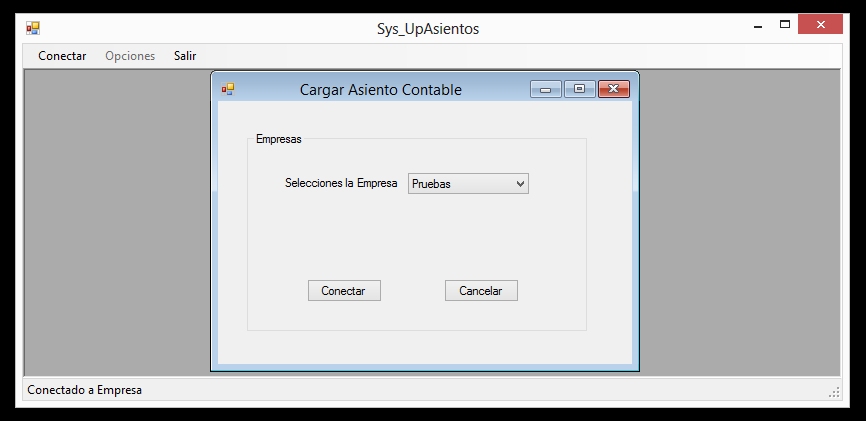 Sys_UpAsientos
Conectar Opciones Salir
Cargar Asiento Contable
Empresas
Selecciones la Empresa Pruebas
Conectar Cancelar
Conectado a Empresa